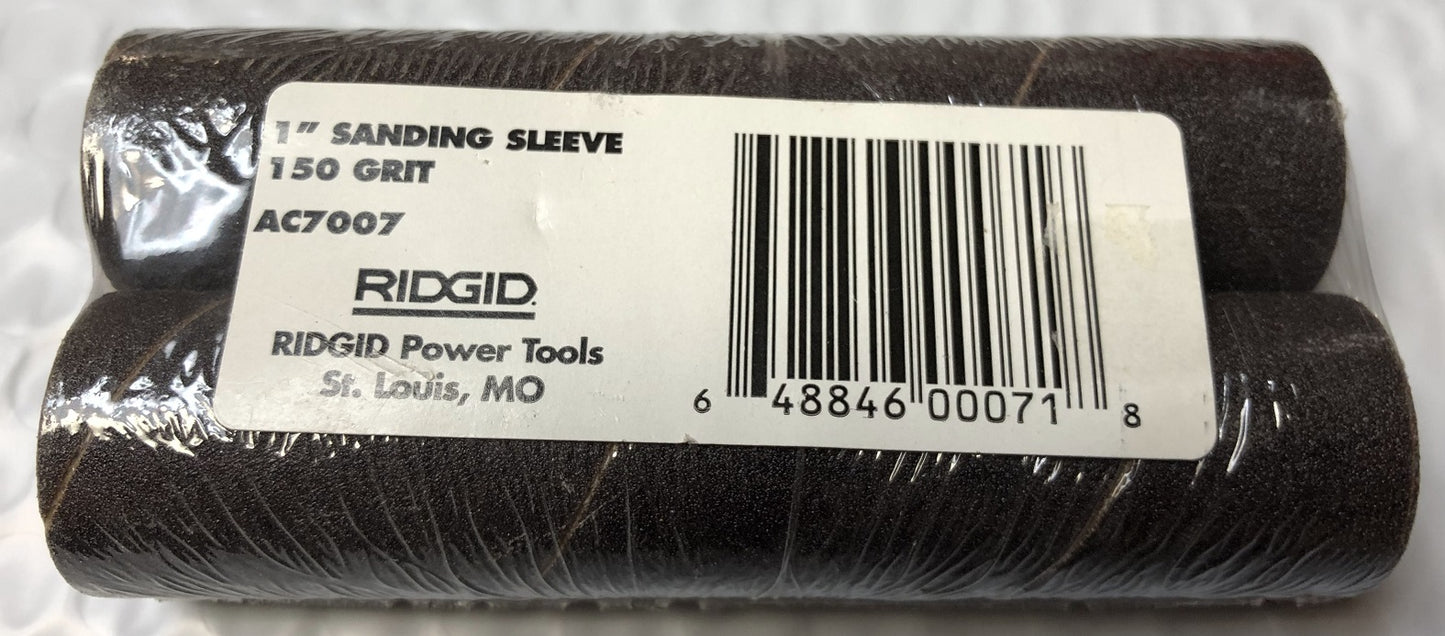 1" SANDING SLEEVE
150 GRIT
AC7007
RIDGID.
RIDGID Power Tools
St. Louis, MO
6 48846 00071 8